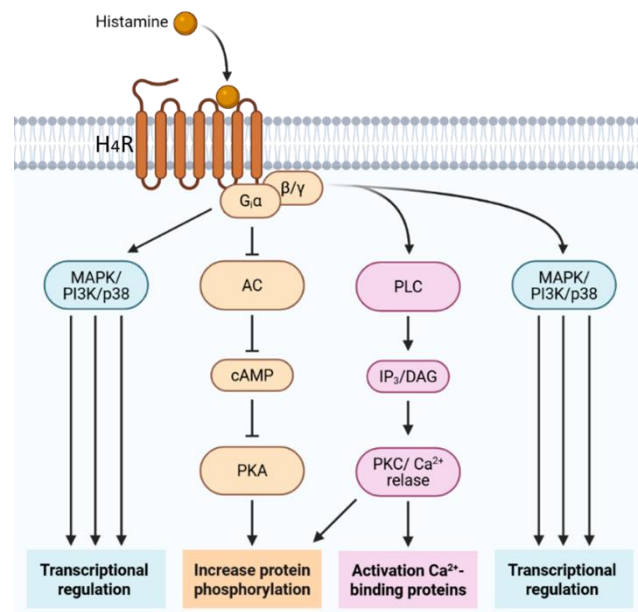 Histamine
H₄R
β/γ
Gᵢα
MAPK/
PI3K/p38
AC
PLC
MAPK/
PI3K/p38
cAMP
IP₃/DAG
PKA
PKC/ Ca²⁺
relase
Transcriptional
regulation
Increase protein
phosphorylation
Activation Ca²⁺-
binding proteins
Transcriptional
regulation